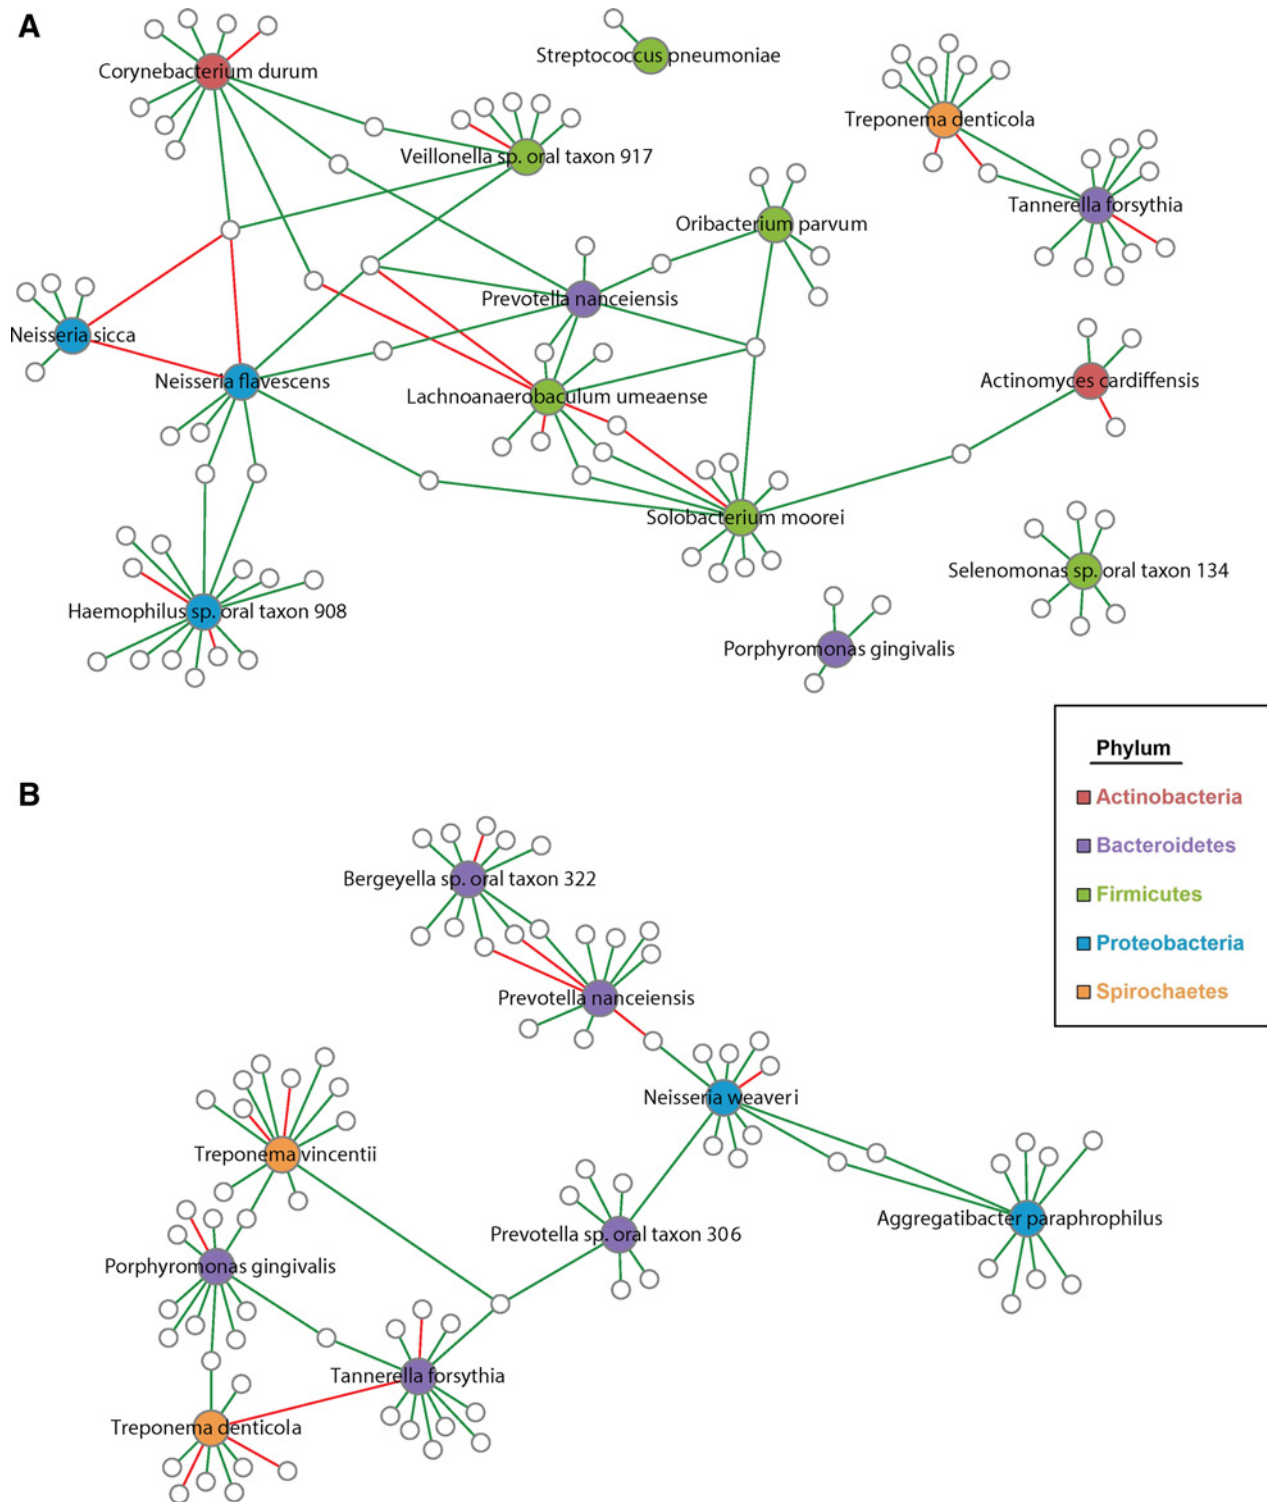 A
Streptococcus pneumoniae
Corynebacterium durum
Treponema denticola
Veillonella sp. oral taxon 917
Tannerella forsythia
Oribacterium parvum
Prevotella nanceiensis
Neisseria sicca
Neisseria flavescens
Actinomyces cardiffensis
Lachnoanaerobaculum umeaense
Solobacterium moorei
Selenomonas sp. oral taxon 134
Haemophilus sp. oral taxon 908
Porphyromonas gingivalis
Phylum
Actinobacteria
Bacteroidetes
Firmicutes
Proteobacteria
Spirochaetes
B
Bergeyella sp. oral taxon 322
Prevotella nanceiensis
Neisseria weaveri
Treponema vincentii
Aggregatibacter paraphrophilus
Prevotella sp. oral taxon 306
Porphyromonas gingivalis
Tannerella forsythia
Treponema denticola